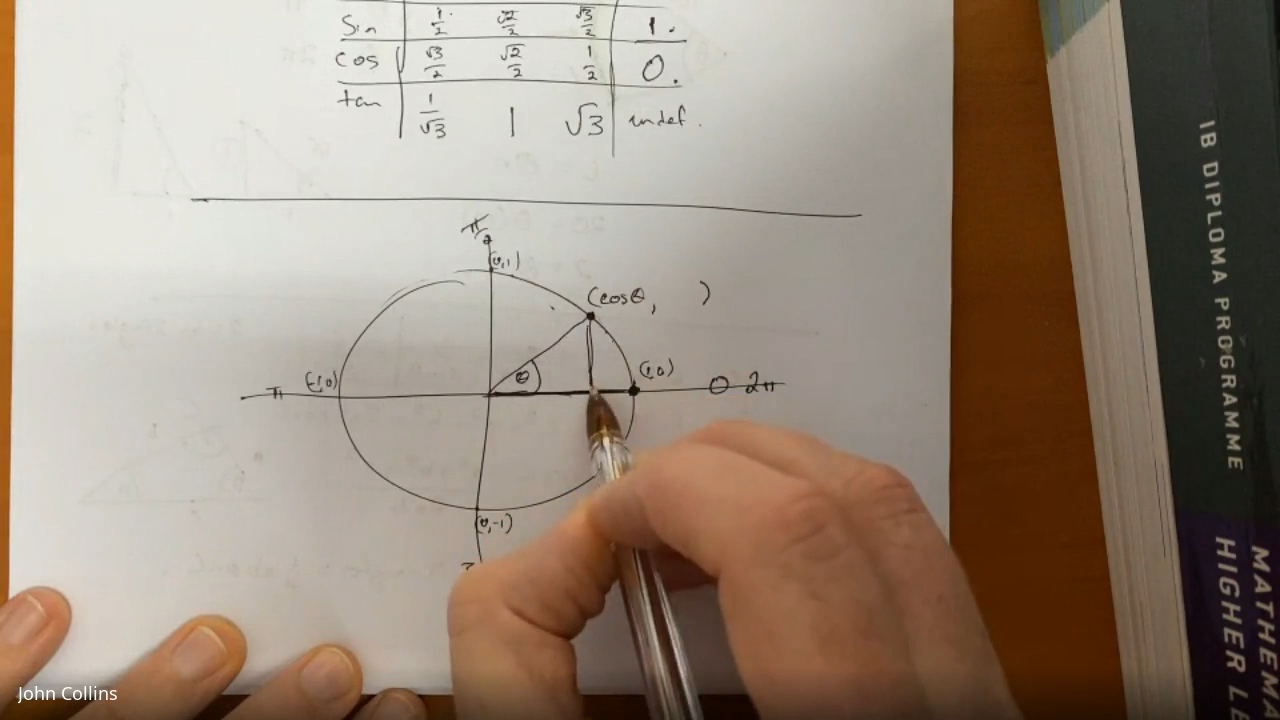 Sin 1/2 √2/2 √3/2 1.
cos √3/2 √2/2 1/2 0.
tan 1/√3 1 √3 undef.
π/2
(0,1)
(cosθ, )
π (-1,0) θ (1,0) 0 2π
(0,-1)
IB DIPLOMA PROGRAMME
MATHEMA
HIGHER LE
John Collins